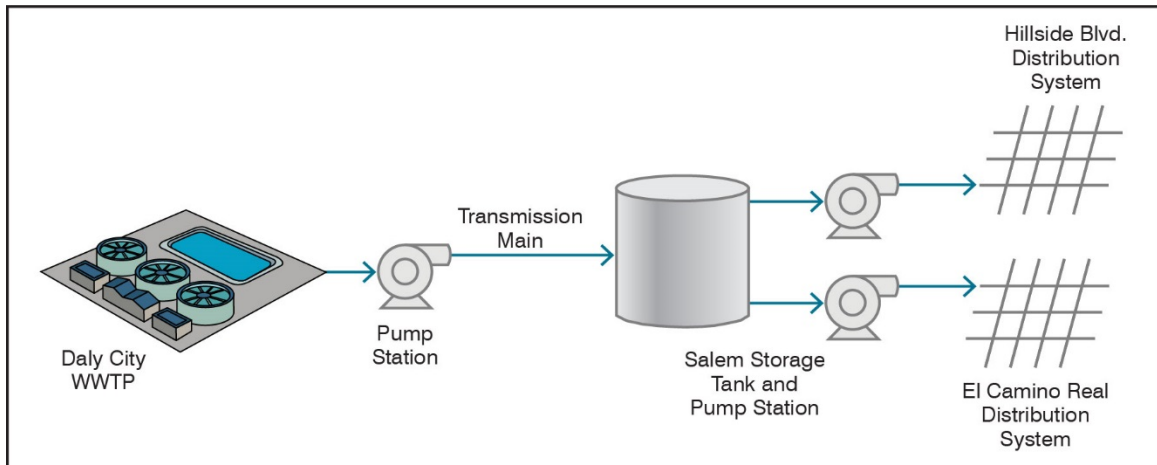 Hillside Blvd.
Distribution
System
Transmission
Main
Pump
Station
Daly City
WWTP
Salem Storage
Tank and
Pump Station
El Camino Real
Distribution
System